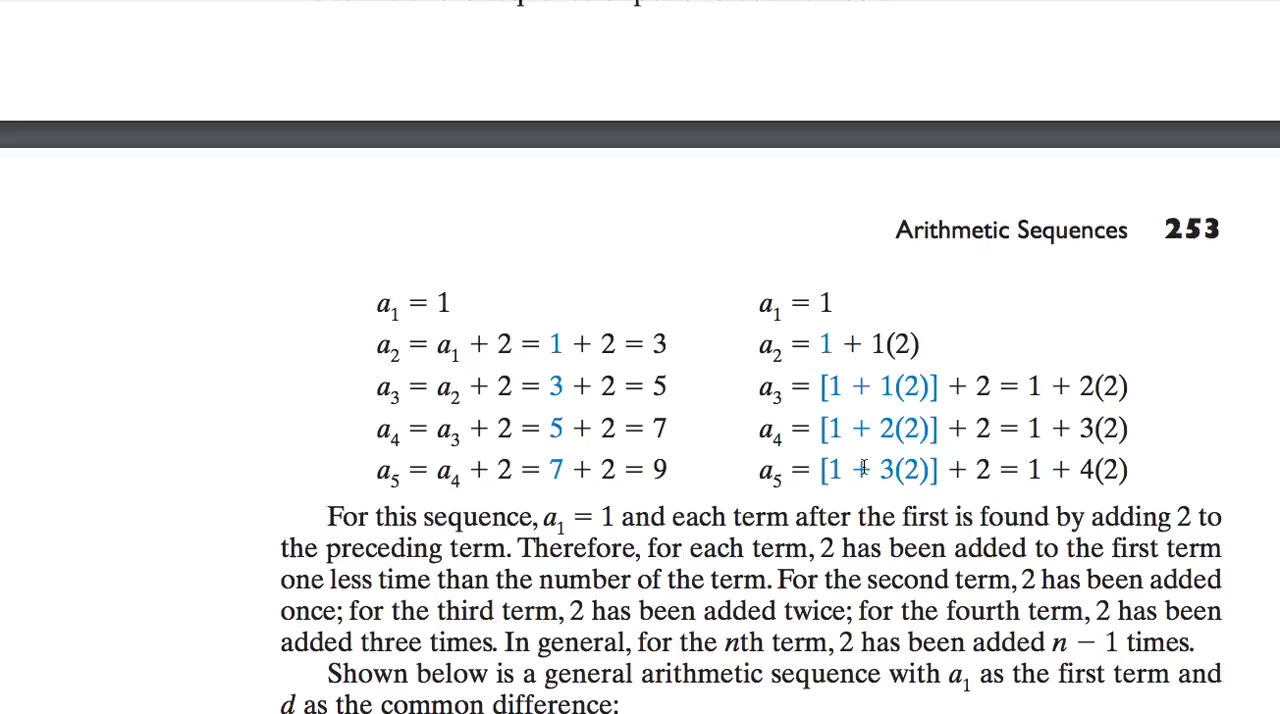 Arithmetic Sequences 253
a₁ = 1
a₂ = a₁ + 2 = 1 + 2 = 3
a₃ = a₂ + 2 = 3 + 2 = 5
a₄ = a₃ + 2 = 5 + 2 = 7
a₅ = a₄ + 2 = 7 + 2 = 9
a₁ = 1
a₂ = 1 + 1(2)
a₃ = [1 + 1(2)] + 2 = 1 + 2(2)
a₄ = [1 + 2(2)] + 2 = 1 + 3(2)
a₅ = [1 + 3(2)] + 2 = 1 + 4(2)
For this sequence, a₁ = 1 and each term after the first is found by adding 2 to
the preceding term. Therefore, for each term, 2 has been added to the first term
one less time than the number of the term. For the second term, 2 has been added
once; for the third term, 2 has been added twice; for the fourth term, 2 has been
added three times. In general, for the nth term, 2 has been added n − 1 times.
Shown below is a general arithmetic sequence with a₁ as the first term and
d as the common difference: